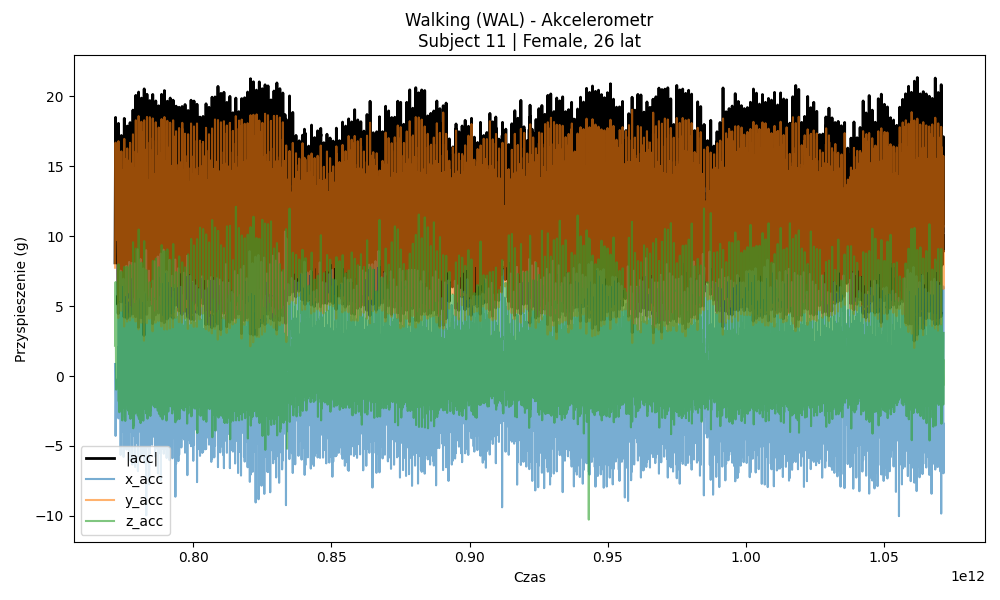 Walking (WAL) - Akcelerometr
Subject 11 | Female, 26 lat
Przyspieszenie (g)
20
15
10
5
0
−5
−10
|acc|
x_acc
y_acc
z_acc
0.80
0.85
0.90
0.95
1.00
1.05
1e12
Czas